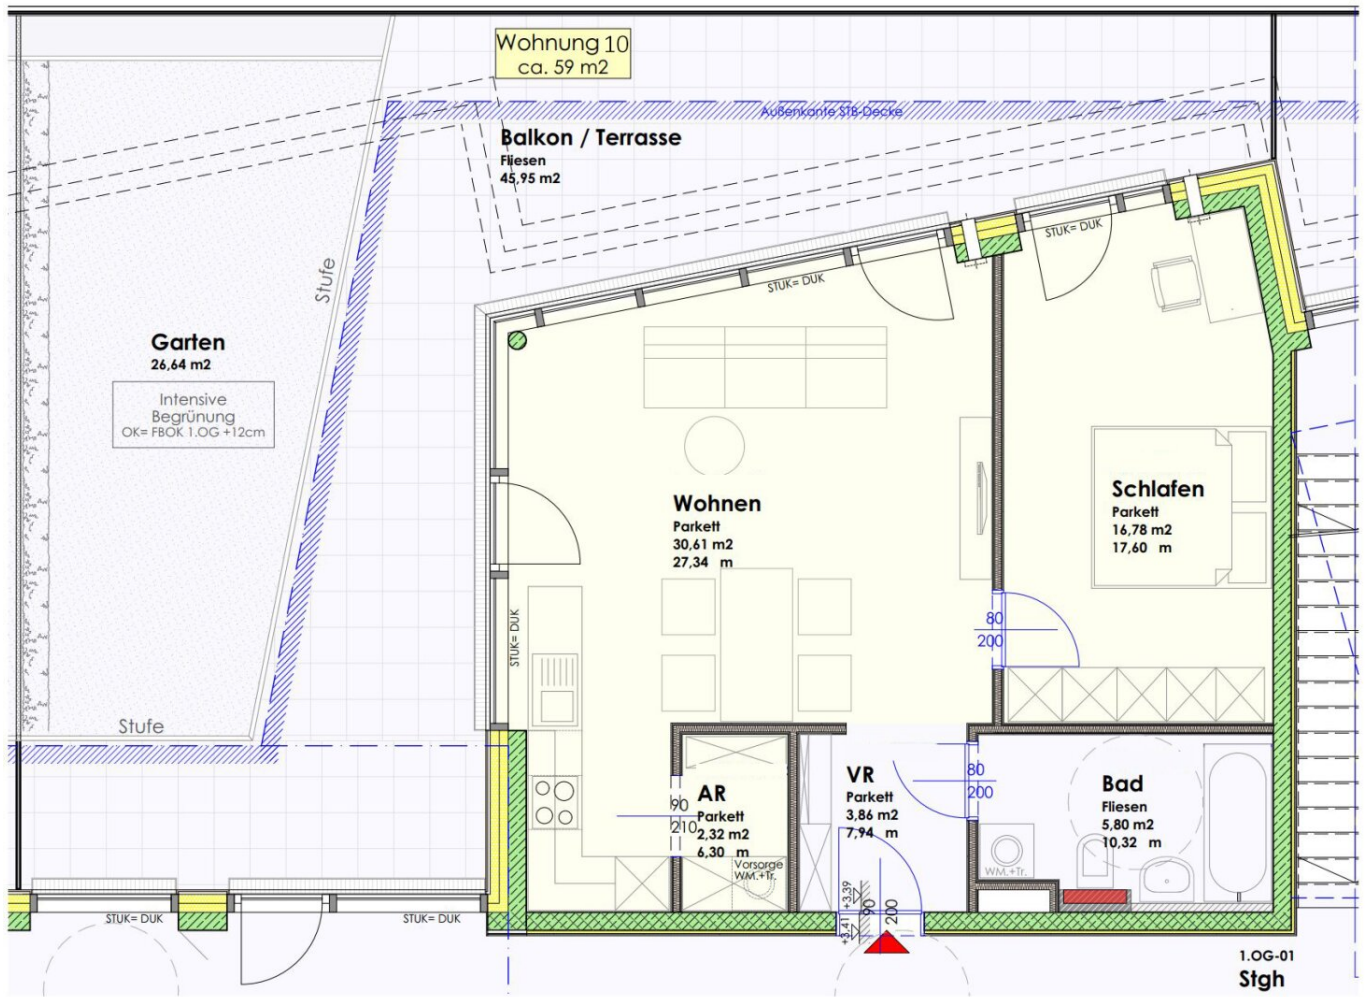 Wohnung 10
ca. 59 m2
Außenkante STB-Decke
Balkon / Terrasse
Fliesen
45,95 m2
STUK= DUK
STUK= DUK
Stufe
Garten
26,64 m2
Intensive
Begrünung
OK= FBOK 1.OG +12cm
Wohnen
Parkett
30,61 m2
27,34 m
Schlafen
Parkett
16,78 m2
17,60 m
STUK= DUK
80
200
Stufe
90
210
AR
Parkett
2,32 m2
6,30 m
Vorsorge
WM.+Tr.
VR
Parkett
3,86 m2
7,94 m
80
200
Bad
Fliesen
5,80 m2
10,32 m
WM.+Tr.
+3,39
+3,41
90
200
STUK= DUK
STUK= DUK
1.OG-01
Stgh